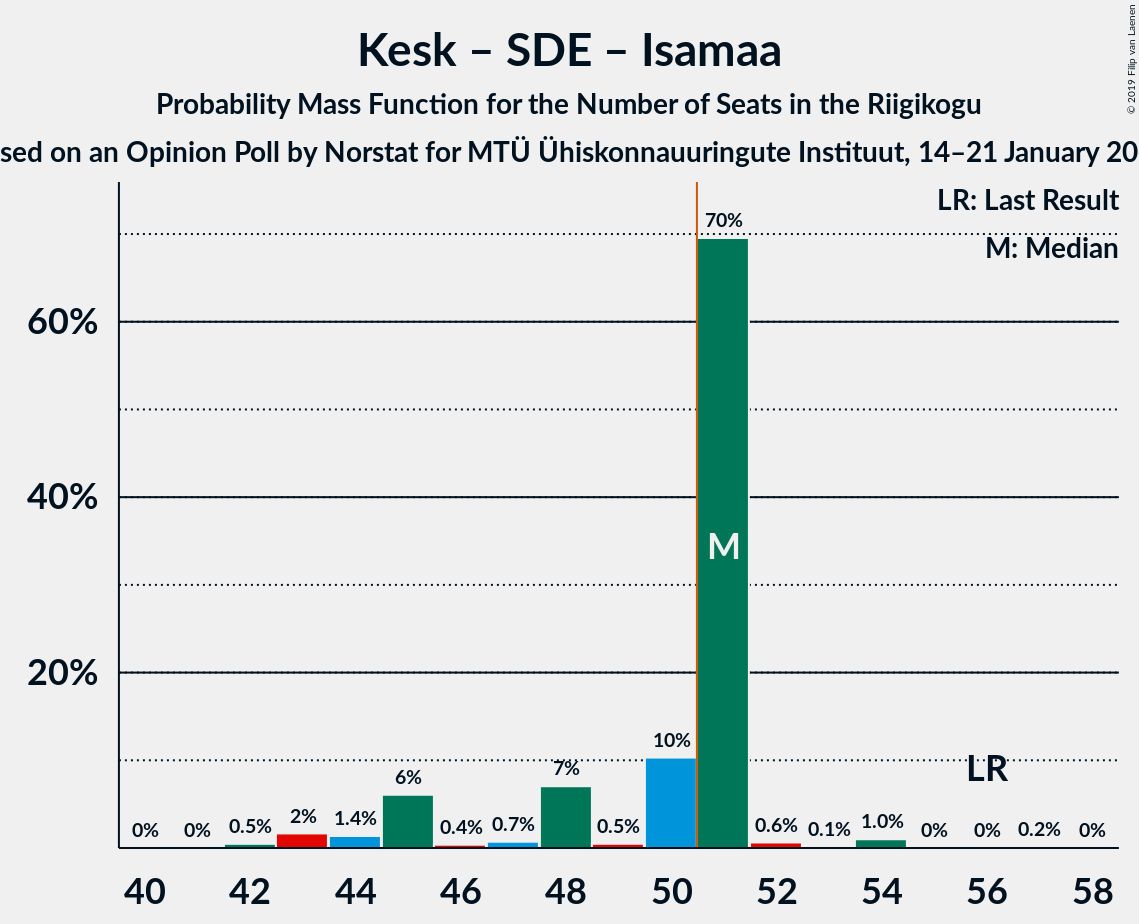 Kesk – SDE – Isamaa
Probability Mass Function for the Number of Seats in the Riigikogu
sed on an Opinion Poll by Norstat for MTÜ Ühiskonnauuringute Instituut, 14–21 January 20
© 2019 Filip van Laenen
LR: Last Result
M: Median
60%
40%
20%
0% 0% 0.5% 2% 1.4% 6% 0.4% 0.7% 7% 0.5% 10% 70% 0.6% 0.1% 1.0% 0% 0% 0.2% 0%
M
LR
40 42 44 46 48 50 52 54 56 58